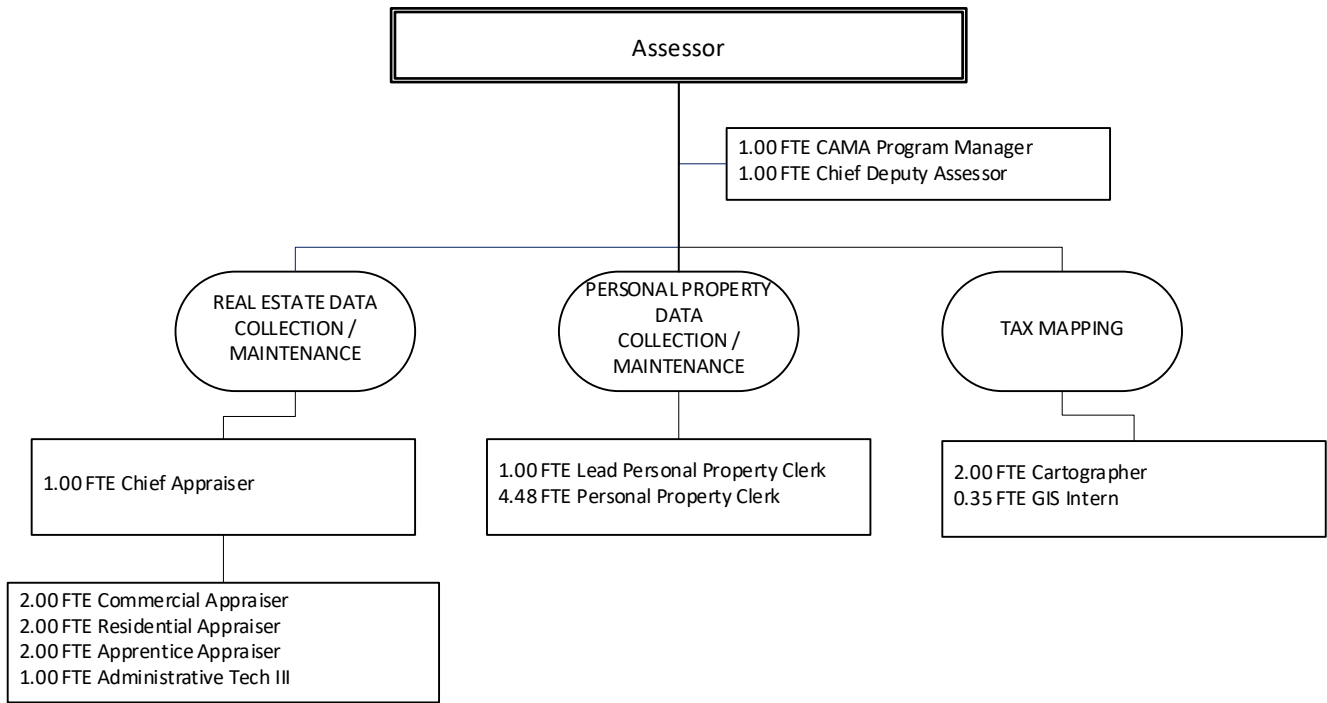 Assessor
1.00 FTE CAMA Program Manager
1.00 FTE Chief Deputy Assessor
REAL ESTATE DATA
COLLECTION /
MAINTENANCE
PERSONAL PROPERTY
DATA
COLLECTION /
MAINTENANCE
TAX MAPPING
1.00 FTE Chief Appraiser
1.00 FTE Lead Personal Property Clerk
4.48 FTE Personal Property Clerk
2.00 FTE Cartographer
0.35 FTE GIS Intern
2.00 FTE Commercial Appraiser
2.00 FTE Residential Appraiser
2.00 FTE Apprentice Appraiser
1.00 FTE Administrative Tech III